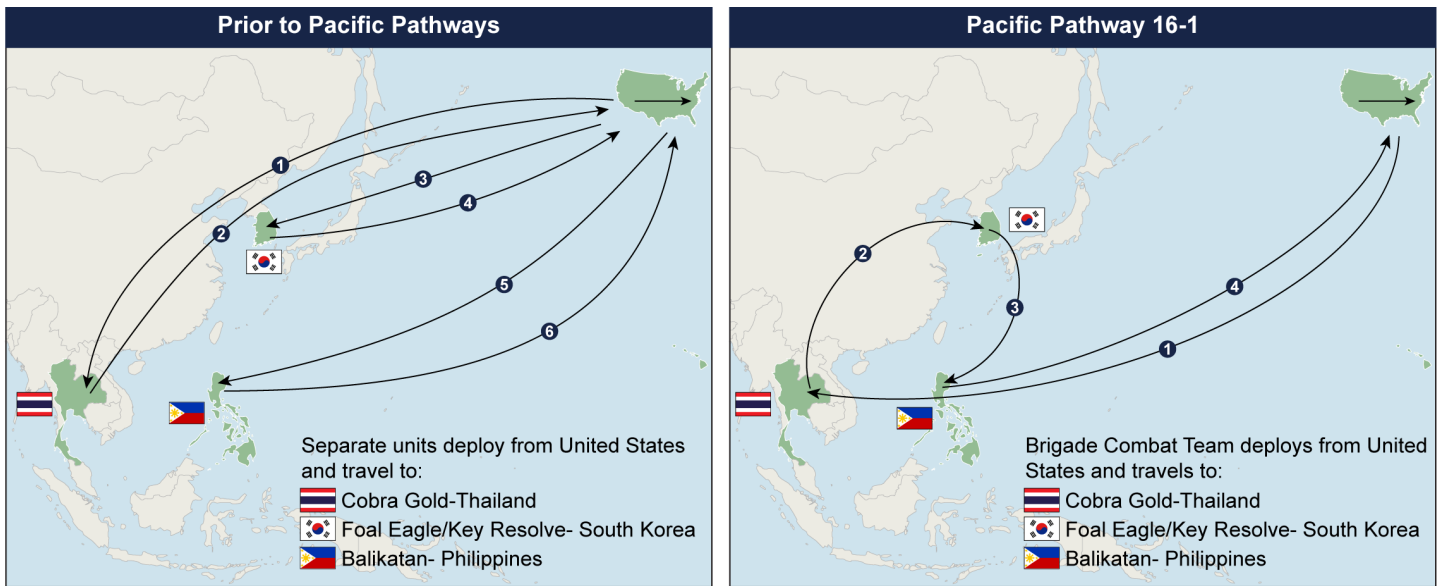 Prior to Pacific Pathways
1
2
3
4
5
6
Separate units deploy from United States
and travel to:
Cobra Gold-Thailand
Foal Eagle/Key Resolve- South Korea
Balikatan- Philippines
Pacific Pathway 16-1
2
3
4
1
Brigade Combat Team deploys from United
States and travels to:
Cobra Gold-Thailand
Foal Eagle/Key Resolve- South Korea
Balikatan- Philippines